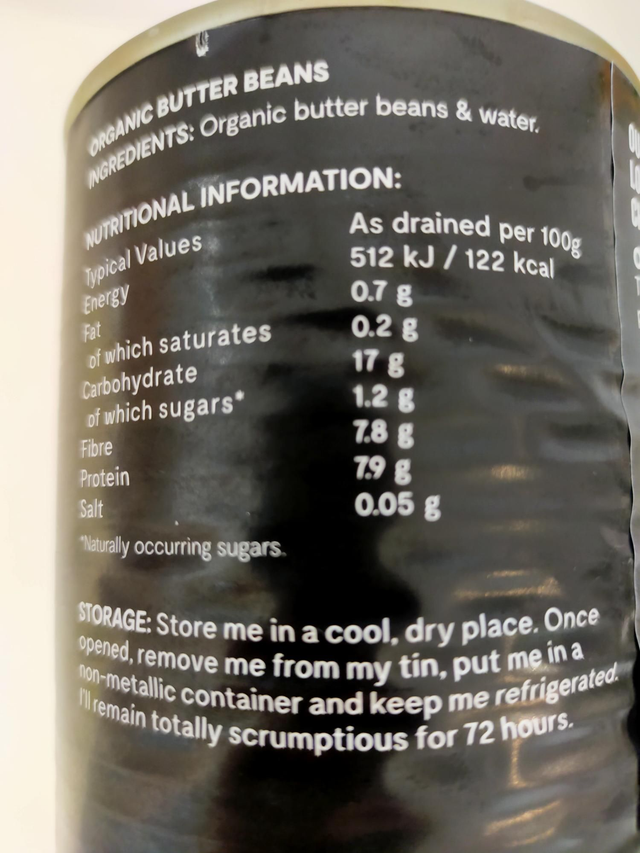 ORGANIC BUTTER BEANS
INGREDIENTS: Organic butter beans & water.
NUTRITIONAL INFORMATION:
Typical Values As drained per 100g
Energy 512 kJ / 122 kcal
Fat 0.7 g
of which saturates 0.2 g
Carbohydrate 17 g
of which sugars* 1.2 g
Fibre 7.8 g
Protein 7.9 g
Salt 0.05 g
*Naturally occurring sugars.
STORAGE: Store me in a cool, dry place. Once
opened, remove me from my tin, put me in a
non-metallic container and keep me refrigerated.
I'll remain totally scrumptious for 72 hours.